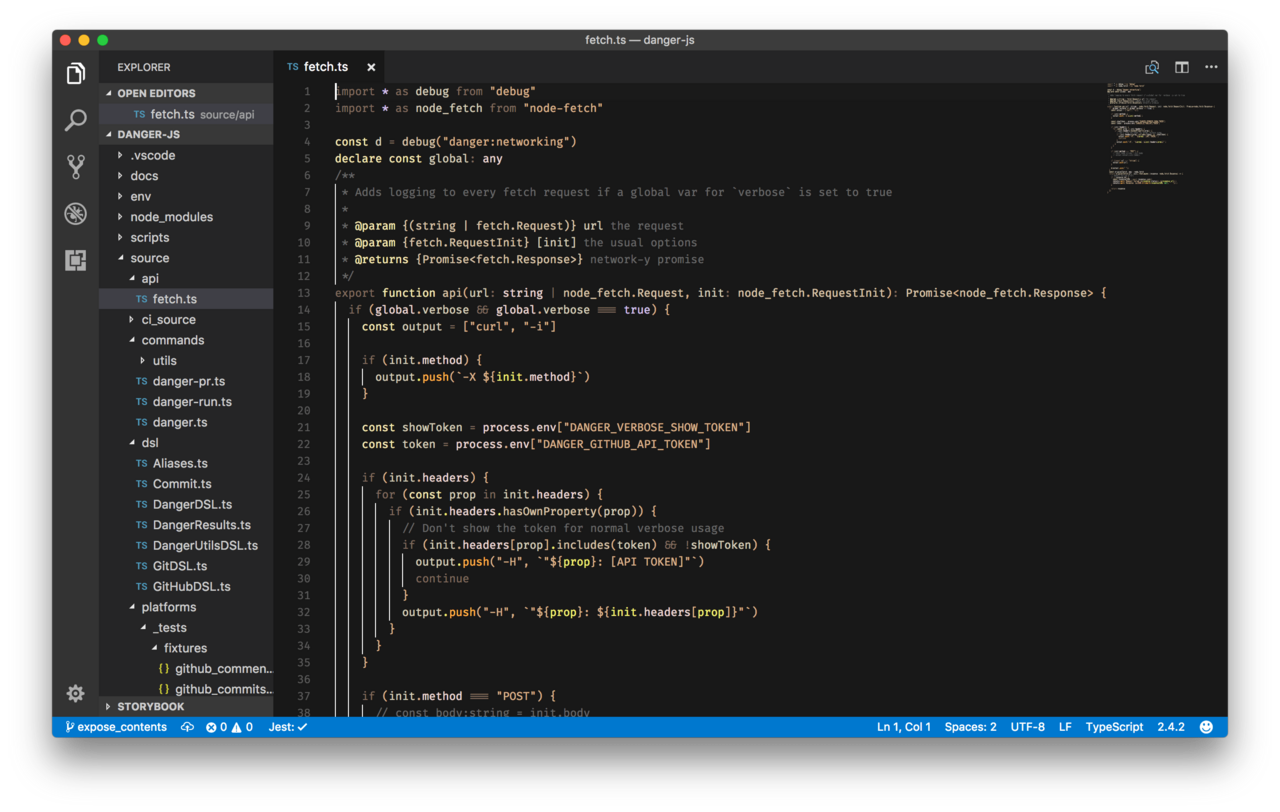 fetch.ts — danger-js
EXPLORER
OPEN EDITORS
TS fetch.ts source/api
DANGER-JS
.vscode
docs
env
node_modules
scripts
source
api
TS fetch.ts
ci_source
commands
utils
TS danger-pr.ts
TS danger-run.ts
TS danger.ts
dsl
TS Aliases.ts
TS Commit.ts
TS DangerDSL.ts
TS DangerResults.ts
TS DangerUtilsDSL.ts
TS GitDSL.ts
TS GitHubDSL.ts
platforms
_tests
fixtures
{} github_commen...
{} github_commits...
STORYBOOK
TS fetch.ts ×
1 import * as debug from "debug"
2 import * as node_fetch from "node-fetch"
3
4 const d = debug("danger:networking")
5 declare const global: any
6 /**
7 * Adds logging to every fetch request if a global var for `verbose` is set to true
8 *
9 * @param {(string | fetch.Request)} url the request
10 * @param {fetch.RequestInit} [init] the usual options
11 * @returns {Promise<fetch.Response>} network-y promise
12 */
13 export function api(url: string | node_fetch.Request, init: node_fetch.RequestInit): Promise<node_fetch.Response> {
14 if (global.verbose && global.verbose === true) {
15 const output = ["curl", "-i"]
16
17 if (init.method) {
18 output.push(`-X ${init.method}`)
19 }
20
21 const showToken = process.env["DANGER_VERBOSE_SHOW_TOKEN"]
22 const token = process.env["DANGER_GITHUB_API_TOKEN"]
23
24 if (init.headers) {
25 for (const prop in init.headers) {
26 if (init.headers.hasOwnProperty(prop)) {
27 // Don't show the token for normal verbose usage
28 if (init.headers[prop].includes(token) && !showToken) {
29 output.push("-H", `"${prop}: [API TOKEN]"`)
30 continue
31 }
32 output.push("-H", `"${prop}: ${init.headers[prop]}"`)
33 }
34 }
35 }
36
37 if (init.method === "POST") {
38 // const body:string = init.body
expose_contents 0 0 Jest: ✓ Ln 1, Col 1 Spaces: 2 UTF-8 LF TypeScript 2.4.2